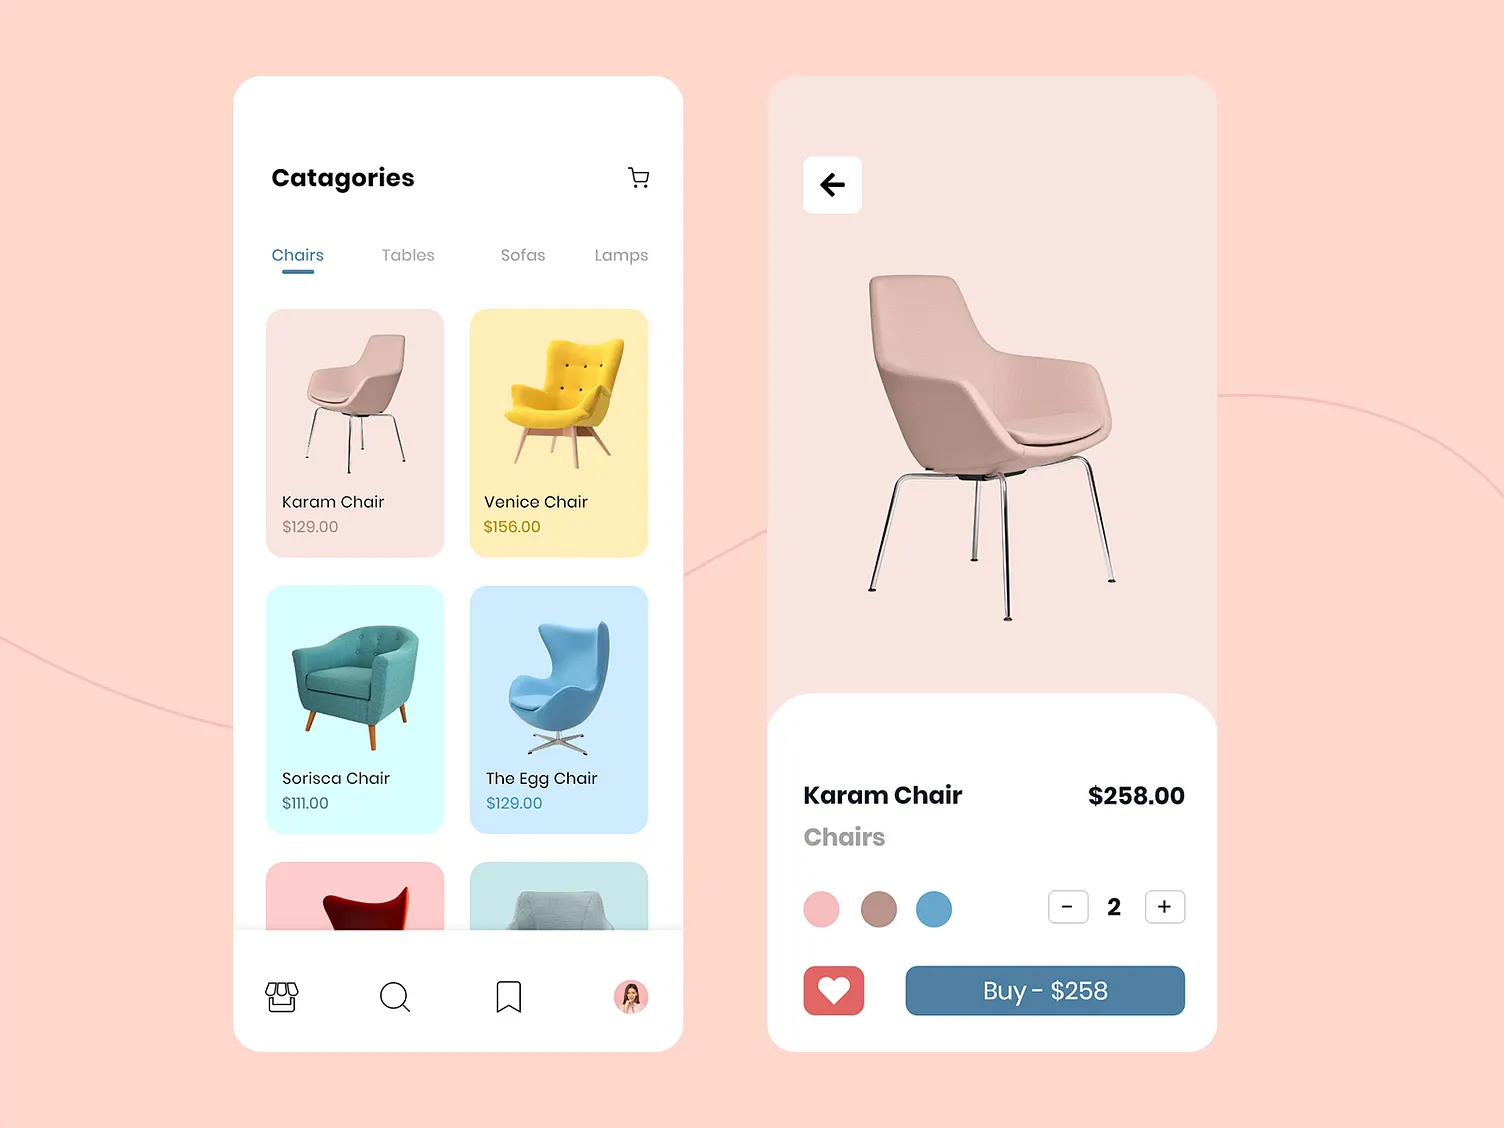 Catagories
Chairs Tables Sofas Lamps
Karam Chair
$129.00
Venice Chair
$156.00
Sorisca Chair
$111.00
The Egg Chair
$129.00
Karam Chair $258.00
Chairs
- 2 +
Buy - $258